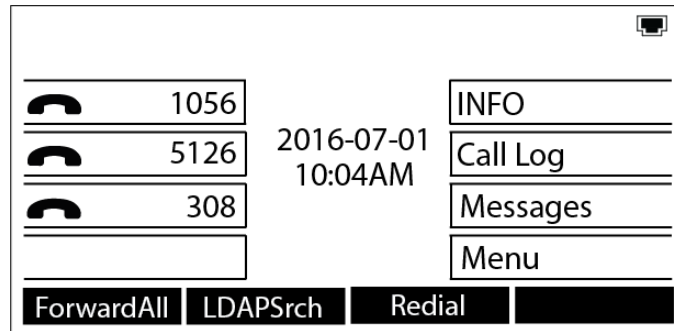 1056
INFO
5126
2016-07-01
10:04AM
Call Log
308
Messages
Menu
ForwardAll LDAPSrch Redial